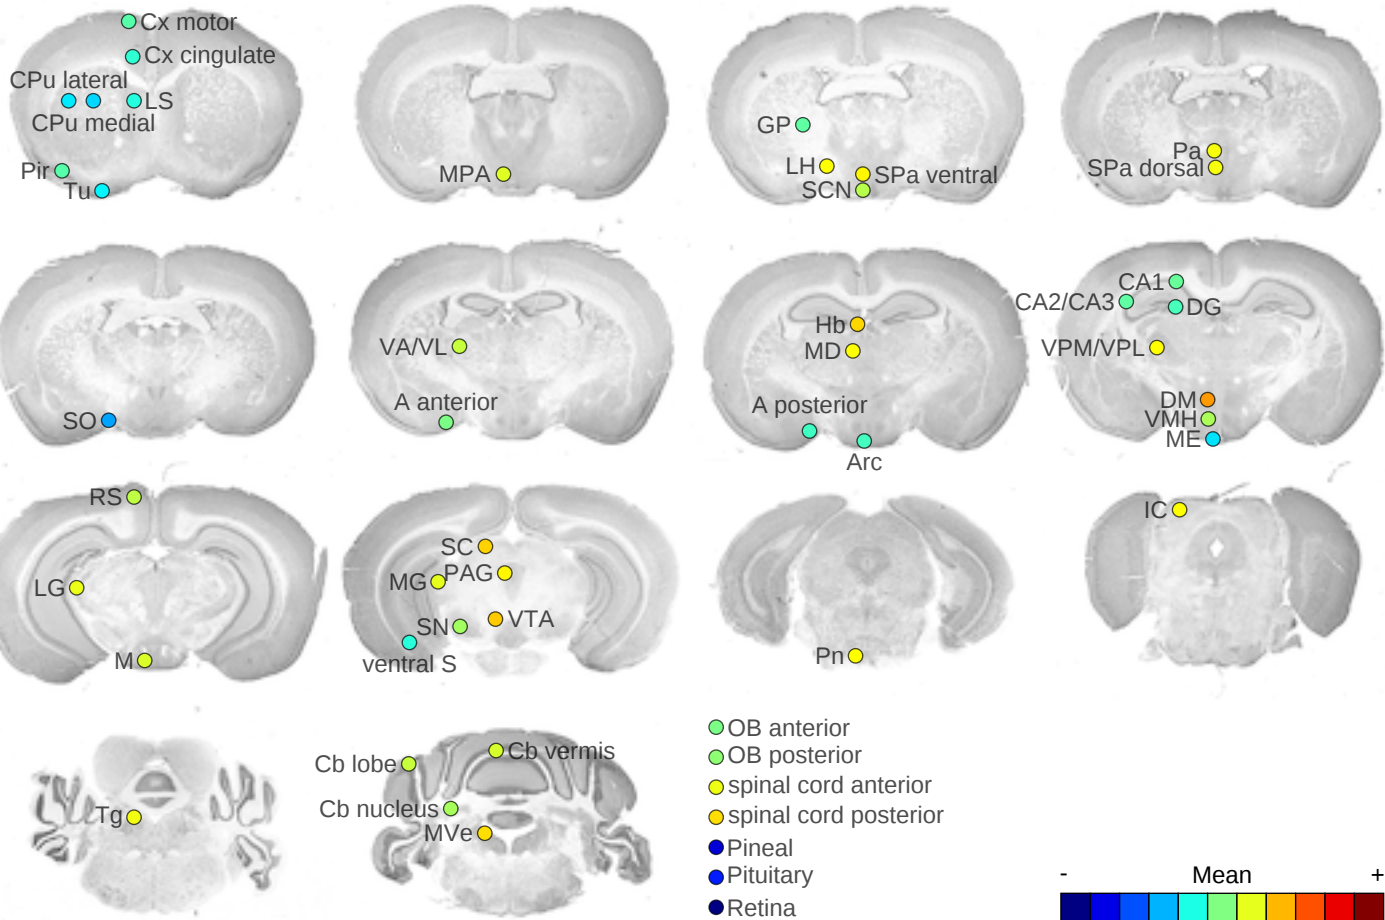 Cx motor
Cx cingulate
CPu lateral
LS
CPu medial
Pir
Tu
MPA
GP
LH
SPa ventral
SCN
Pa
SPa dorsal
SO
VA/VL
A anterior
Hb
MD
A posterior
Arc
CA1
CA2/CA3
DG
VPM/VPL
DM
VMH
ME
RS
LG
M
SC
MG
PAG
SN
VTA
ventral S
Pn
IC
Tg
Cb lobe
Cb vermis
Cb nucleus
MVe
OB anterior
OB posterior
spinal cord anterior
spinal cord posterior
Pineal
Pituitary
Retina
- Mean +